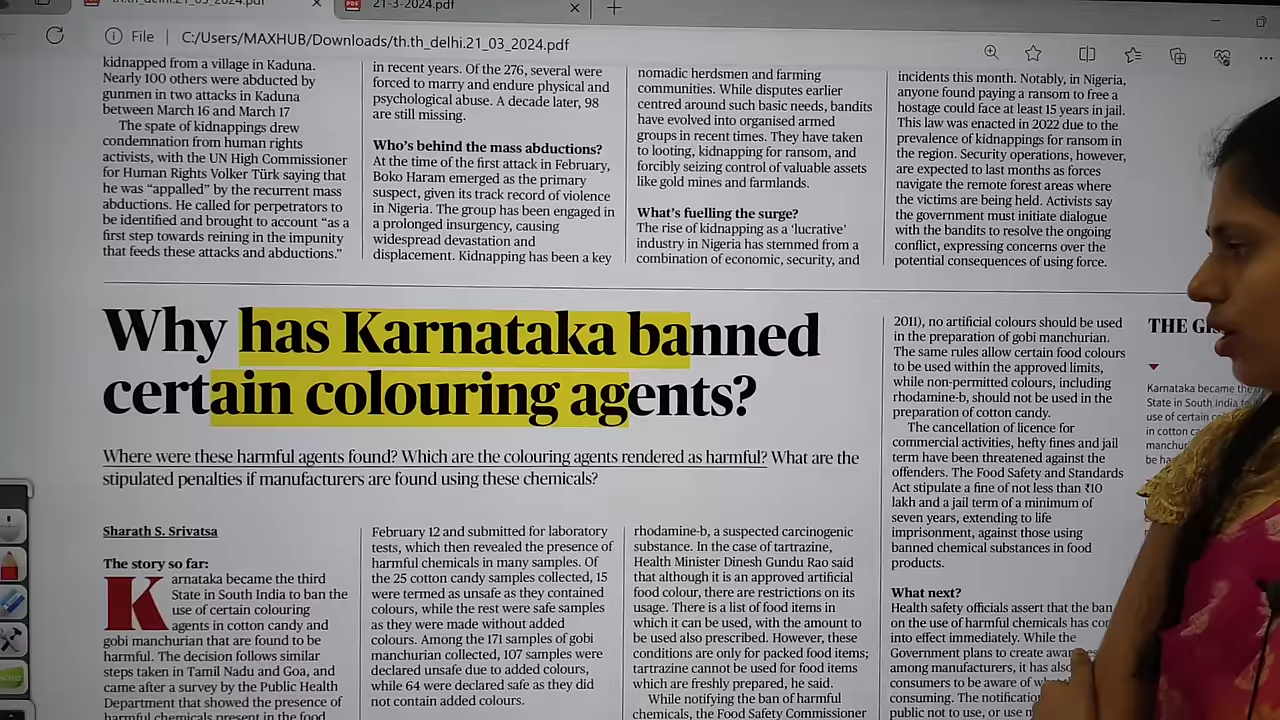 th.th_delhi.21_03_2024.pdf
21-3-2024.pdf
File
C:/Users/MAXHUB/Downloads/th.th_delhi.21_03_2024.pdf
kidnapped from a village in Kaduna.
Nearly 100 others were abducted by
gunmen in two attacks in Kaduna
between March 16 and March 17
The spate of kidnappings drew
condemnation from human rights
activists, with the UN High Commissioner
for Human Rights Volker Türk saying that
he was “appalled” by the recurrent mass
abductions. He called for perpetrators to
be identified and brought to account “as a
first step towards reining in the impunity
that feeds these attacks and abductions.”
in recent years. Of the 276, several were
forced to marry and endure physical and
psychological abuse. A decade later, 98
are still missing.
Who’s behind the mass abductions?
At the time of the first attack in February,
Boko Haram emerged as the primary
suspect, given its track record of violence
in Nigeria. The group has been engaged in
a prolonged insurgency, causing
widespread devastation and
displacement. Kidnapping has been a key
nomadic herdsmen and farming
communities. While disputes earlier
centred around such basic needs, bandits
have evolved into organised armed
groups in recent times. They have taken
to looting, kidnapping for ransom, and
forcibly seizing control of valuable assets
like gold mines and farmlands.
What’s fuelling the surge?
The rise of kidnapping as a ‘lucrative’
industry in Nigeria has stemmed from a
combination of economic, security, and
incidents this month. Notably, in Nigeria,
anyone found paying a ransom to free a
hostage could face at least 15 years in jail.
This law was enacted in 2022 due to the
prevalence of kidnappings for ransom in
the region. Security operations, however,
are expected to last months as forces
navigate the remote forest areas where
the victims are being held. Activists say
the government must initiate dialogue
with the bandits to resolve the ongoing
conflict, expressing concerns over the
potential consequences of using force.
Why has Karnataka banned
certain colouring agents?
Where were these harmful agents found? Which are the colouring agents rendered as harmful? What are the
stipulated penalties if manufacturers are found using these chemicals?
Sharath S. Srivatsa
The story so far:
Karnataka became the third
State in South India to ban the
use of certain colouring
agents in cotton candy and
gobi manchurian that are found to be
harmful. The decision follows similar
steps taken in Tamil Nadu and Goa, and
came after a survey by the Public Health
Department that showed the presence of
harmful chemicals present in the food
February 12 and submitted for laboratory
tests, which then revealed the presence of
harmful chemicals in many samples. Of
the 25 cotton candy samples collected, 15
were termed as unsafe as they contained
colours, while the rest were safe samples
as they were made without added
colours. Among the 171 samples of gobi
manchurian collected, 107 samples were
declared unsafe due to added colours,
while 64 were declared safe as they did
not contain added colours.
rhodamine-b, a suspected carcinogenic
substance. In the case of tartrazine,
Health Minister Dinesh Gundu Rao said
that although it is an approved artificial
food colour, there are restrictions on its
usage. There is a list of food items in
which it can be used, with the amount to
be used also prescribed. However, these
conditions are only for packed food items;
tartrazine cannot be used for food items
which are freshly prepared, he said.
While notifying the ban of harmful
chemicals, the Food Safety Commissioner
2011), no artificial colours should be used
in the preparation of gobi manchurian.
The same rules allow certain food colours
to be used within the approved limits,
while non-permitted colours, including
rhodamine-b, should not be used in the
preparation of cotton candy.
The cancellation of licence for
commercial activities, hefty fines and jail
term have been threatened against the
offenders. The Food Safety and Standards
Act stipulate a fine of not less than ₹10
lakh and a jail term of a minimum of
seven years, extending to life
imprisonment, against those using
banned chemical substances in food
products.
What next?
Health safety officials assert that the ban
on the use of harmful chemicals has
into effect immediately. While the
Government plans to create
among manufacturers, it has
consumers to be aware of
consuming. The
public not to use, or use
THE
Karnataka became the
State in South India
use of certain
in cotton
be